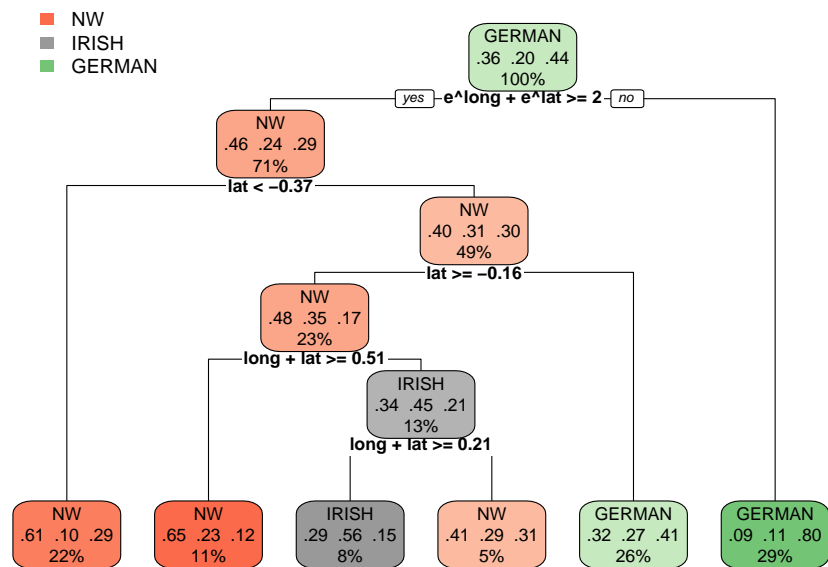 NW
IRISH
GERMAN
GERMAN
.36 .20 .44
100%
yes e^long + e^lat >= 2 no
NW
.46 .24 .29
71%
lat < −0.37
NW
.40 .31 .30
49%
lat >= −0.16
NW
.48 .35 .17
23%
long + lat >= 0.51
IRISH
.34 .45 .21
13%
long + lat >= 0.21
NW
.61 .10 .29
22%
NW
.65 .23 .12
11%
IRISH
.29 .56 .15
8%
NW
.41 .29 .31
5%
GERMAN
.32 .27 .41
26%
GERMAN
.09 .11 .80
29%